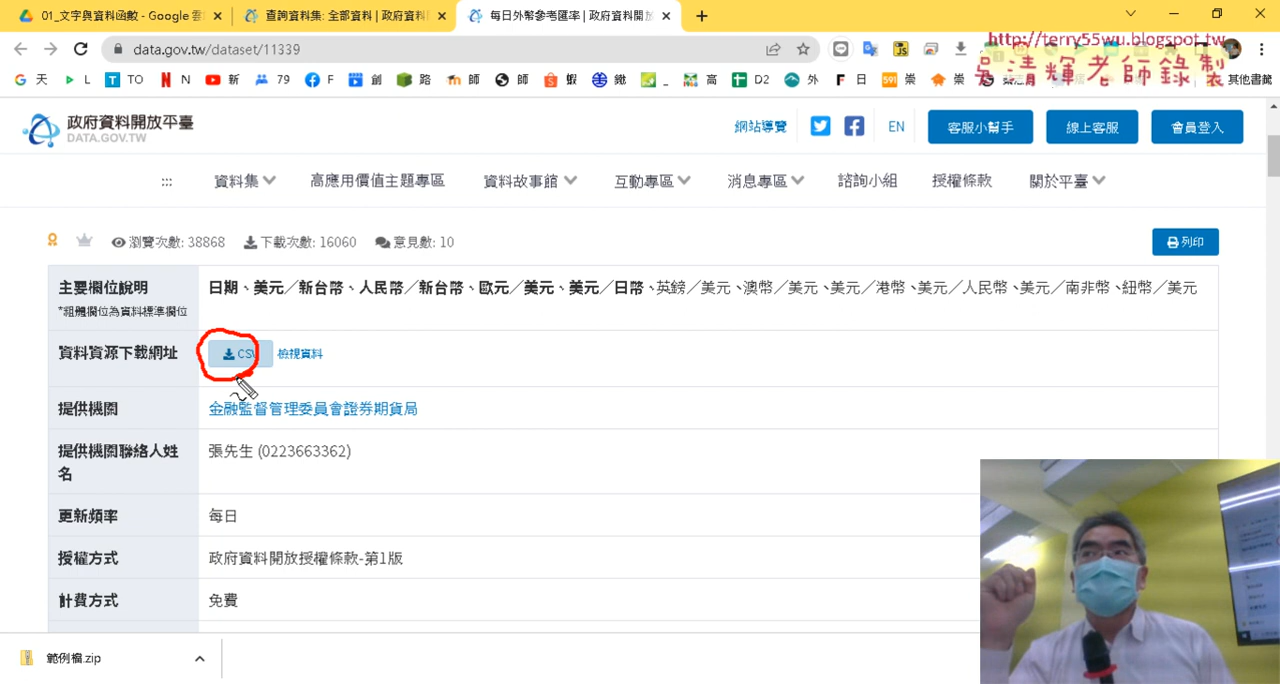 01_文字與資料函數 - Google 雲
查詢資料集: 全部資料 | 政府資料
每日外幣參考匯率 | 政府資料開放
data.gov.tw/dataset/11339
http://terry55wu.blogspot.tw
吳清輝老師錄製
G 天 L TO N 新 79 F 創 路 師 師 蝦 鐵 高 D2 外 F 日 591 崇 崇 其他書籤
政府資料開放平臺
DATA.GOV.TW
網站導覽 EN 客服小幫手 線上客服 會員登入
::: 資料集 高應用價值主題專區 資料故事館 互動專區 消息專區 諮詢小組 授權條款 關於平臺
瀏覽次數: 38868 下載次數: 16060 意見數: 10 列印
主要欄位說明 日期、美元／新台幣、人民幣／新台幣、歐元／美元、美元／日幣、英鎊／美元、澳幣／美元、美元／港幣、美元／人民幣、美元／南非幣、紐幣／美元
*粗體欄位為資料標準欄位
資料資源下載網址 CSV 檢視資料
提供機關 金融監督管理委員會證券期貨局
提供機關聯絡人姓名 張先生 (0223663362)
更新頻率 每日
授權方式 政府資料開放授權條款-第1版
計費方式 免費
範例檔.zip